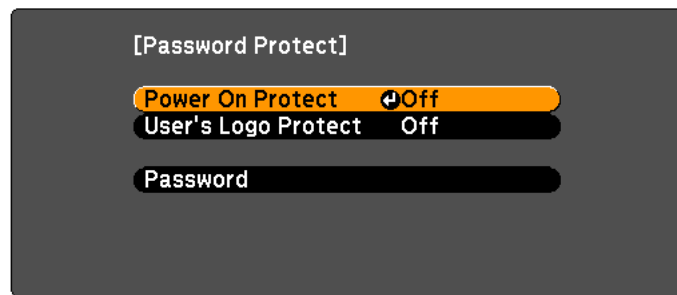 [Password Protect]
Power On Protect Off
User's Logo Protect Off
Password